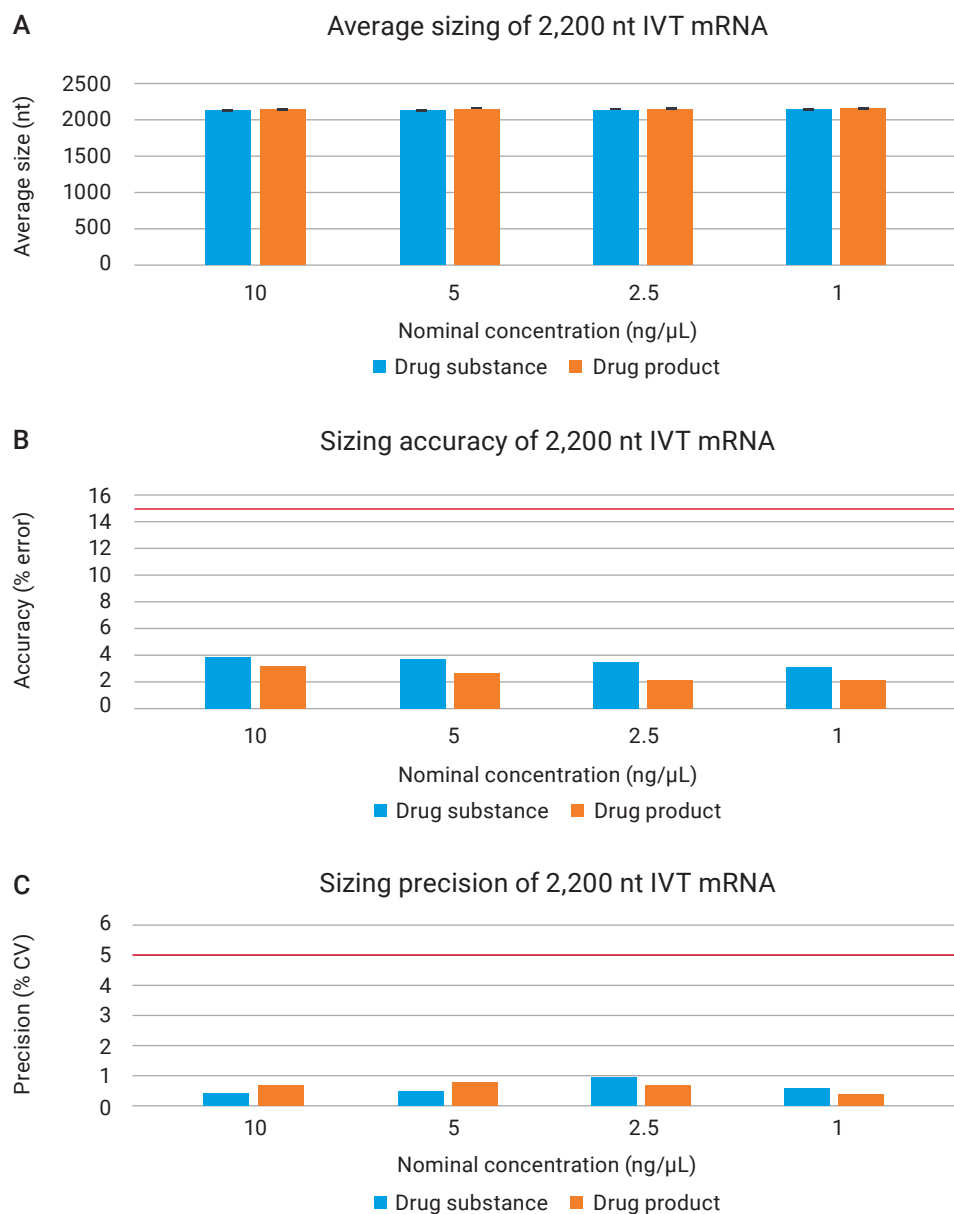 A
Average sizing of 2,200 nt IVT mRNA
Average size (nt)
2500
2000
1500
1000
500
0
10 5 2.5 1
Nominal concentration (ng/µL)
Drug substance Drug product
B
Sizing accuracy of 2,200 nt IVT mRNA
Accuracy (% error)
16
14
12
10
8
6
4
2
0
10 5 2.5 1
Nominal concentration (ng/µL)
Drug substance Drug product
C
Sizing precision of 2,200 nt IVT mRNA
Precision (% CV)
6
5
4
3
2
1
0
10 5 2.5 1
Nominal concentration (ng/µL)
Drug substance Drug product